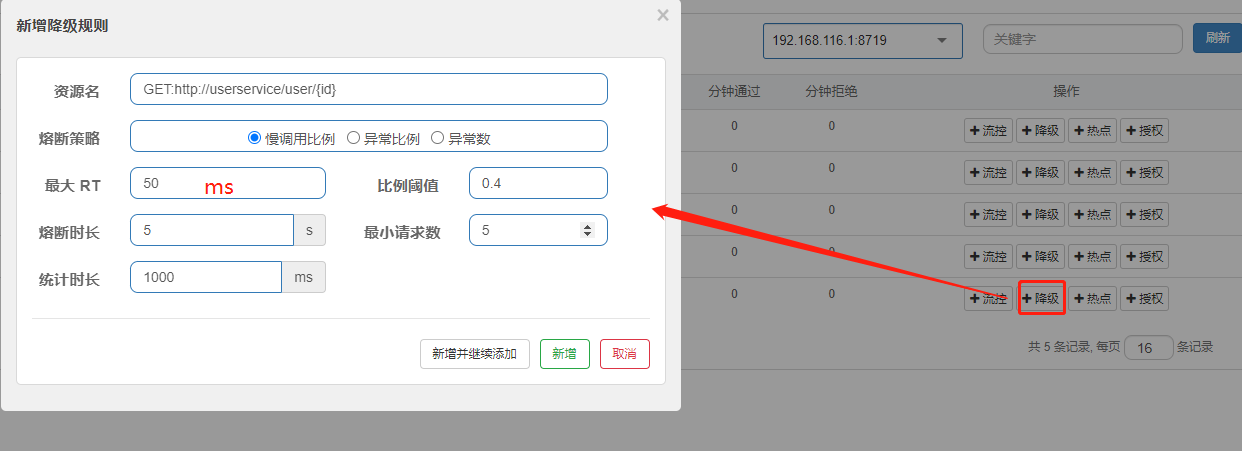 新增降级规则
×
资源名 GET:http://userservice/user/{id}
熔断策略 慢调用比例 异常比例 异常数
最大 RT 50 ms 比例阈值 0.4
熔断时长 5 s 最小请求数 5
统计时长 1000 ms
新增并继续添加 新增 取消
192.168.116.1:8719 关键字 刷新
分钟通过 分钟拒绝 操作
0 0 +流控 +降级 +热点 +授权
0 0 +流控 +降级 +热点 +授权
0 0 +流控 +降级 +热点 +授权
0 0 +流控 +降级 +热点 +授权
0 0 +流控 +降级 +热点 +授权
共 5 条记录, 每页 16 条记录